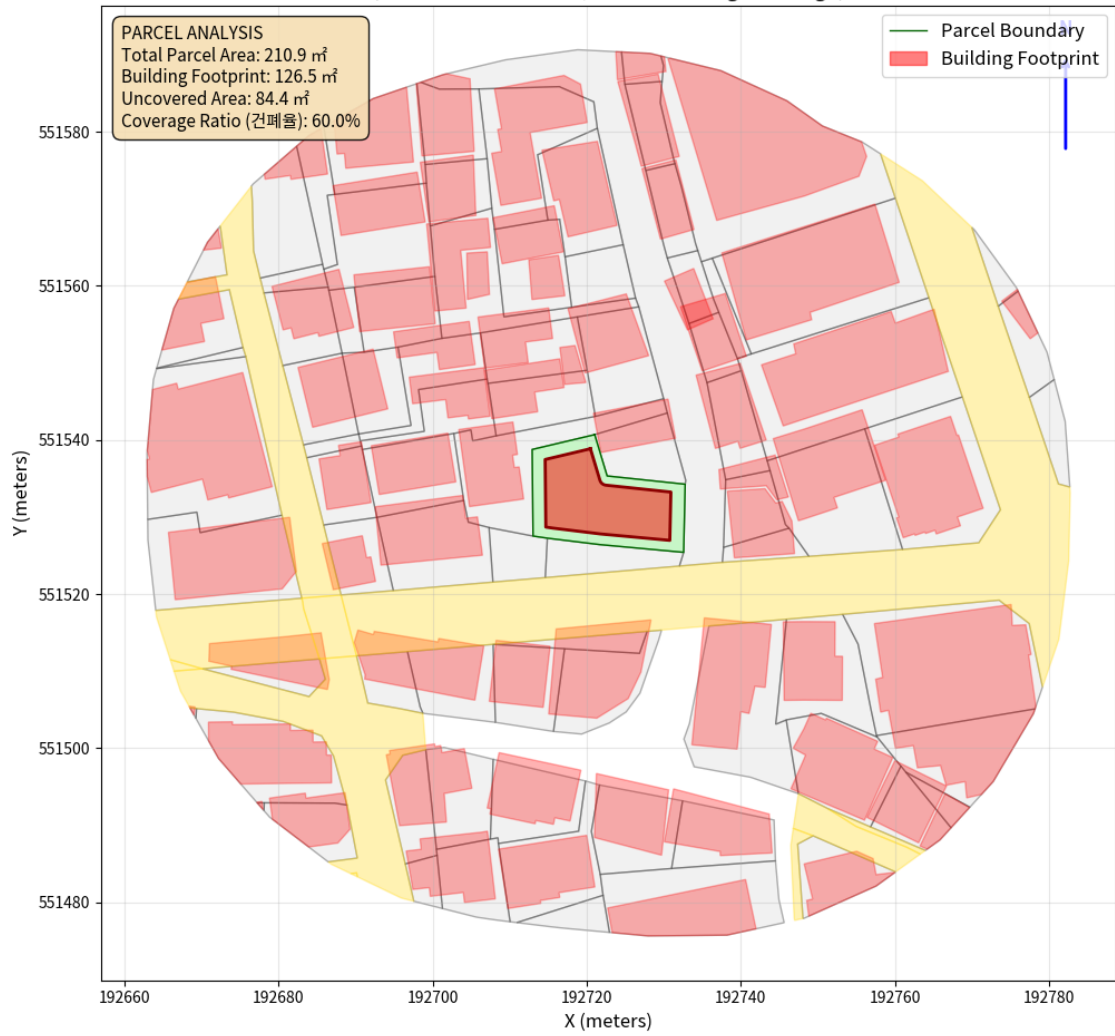 PARCEL ANALYSIS
Total Parcel Area: 210.9 ㎡
Building Footprint: 126.5 ㎡
Uncovered Area: 84.4 ㎡
Coverage Ratio (건폐율): 60.0%
Parcel Boundary
Building Footprint
N
551580
551560
551540
551520
551500
551480
Y (meters)
192660
192680
192700
192720
192740
192760
192780
X (meters)